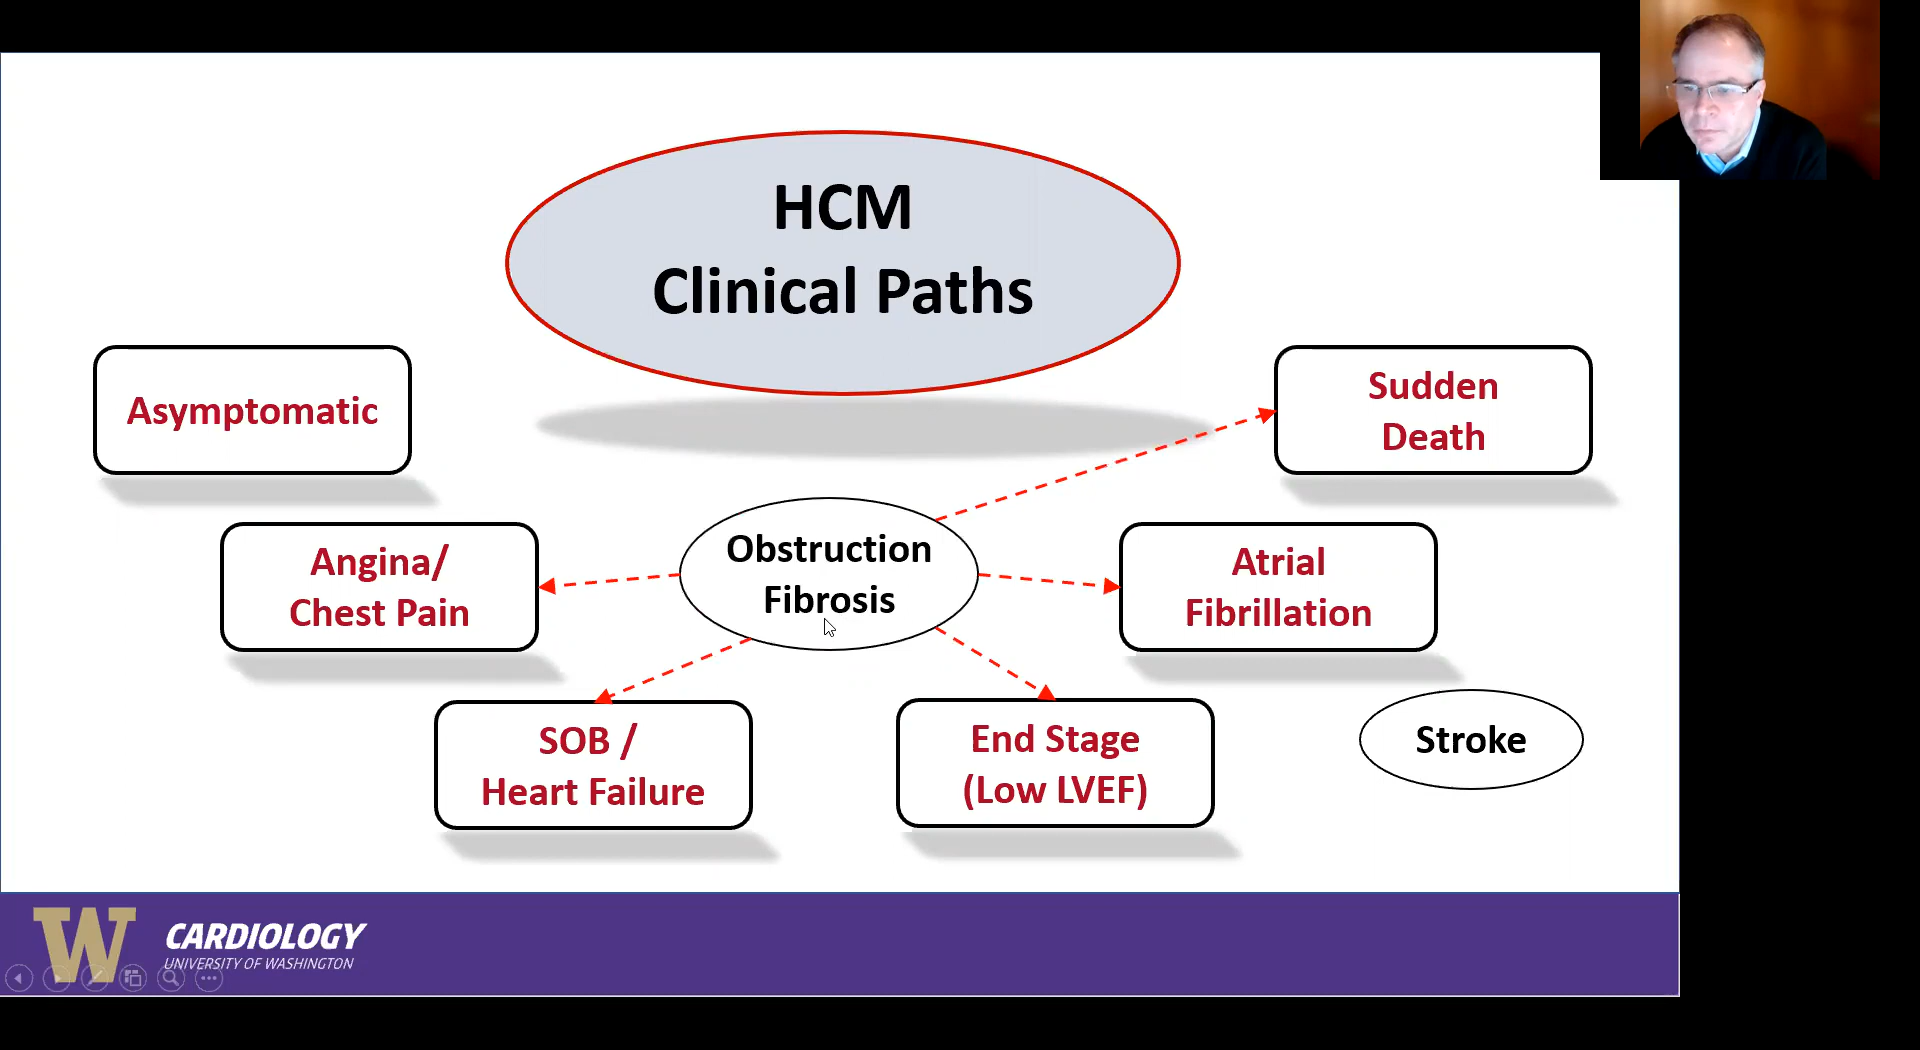 HCM
Clinical Paths
Asymptomatic
Sudden
Death
Obstruction
Fibrosis
Angina/
Chest Pain
Atrial
Fibrillation
SOB /
Heart Failure
End Stage
(Low LVEF)
Stroke
W
CARDIOLOGY
UNIVERSITY OF WASHINGTON